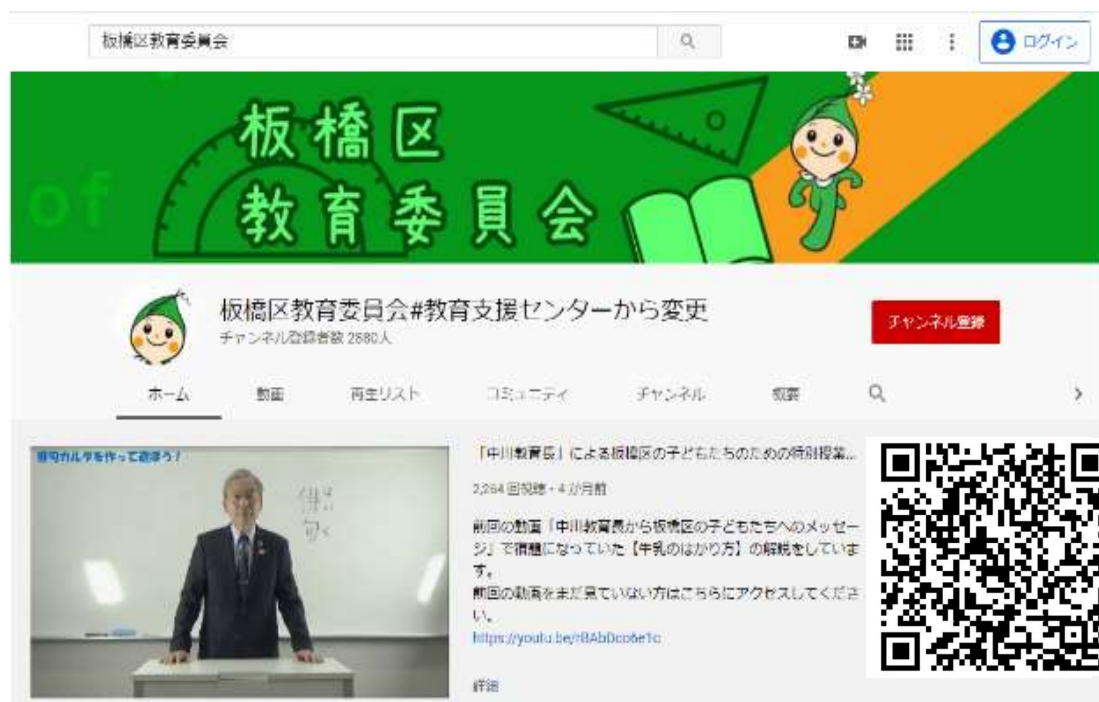 板橋区教育委員会
ログイン
of
板橋区
教育委員会
板橋区教育委員会#教育支援センターから変更
チャンネル登録者数 2880人
チャンネル登録
ホーム
動画
再生リスト
コミュニティ
チャンネル
概要
俳句カルタを作って遊ぼう！
俳句
はいく
「中川教育長」による板橋区の子どもたちのための特別授業...
2,264 回視聴・4 か月前
前回の動画「中川教育長から板橋区の子どもたちへのメッセー
ジ」で宿題になっていた【牛乳のはかり方】の解説をしていま
す。
前回の動画をまだ見ていない方はこちらにアクセスしてくださ
い。
詳細